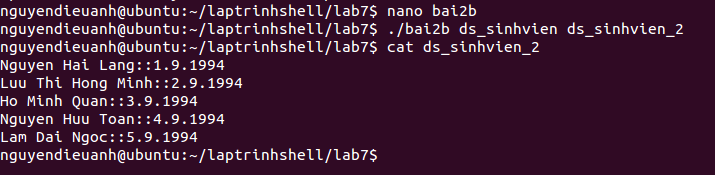 nguyendieuanh@ubuntu:~/laptrinhshell/lab7$ nano bai2b
nguyendieuanh@ubuntu:~/laptrinhshell/lab7$ ./bai2b ds_sinhvien ds_sinhvien_2
nguyendieuanh@ubuntu:~/laptrinhshell/lab7$ cat ds_sinhvien_2
Nguyen Hai Lang::1.9.1994
Luu Thi Hong Minh::2.9.1994
Ho Minh Quan::3.9.1994
Nguyen Huu Toan::4.9.1994
Lam Dai Ngoc::5.9.1994
nguyendieuanh@ubuntu:~/laptrinhshell/lab7$